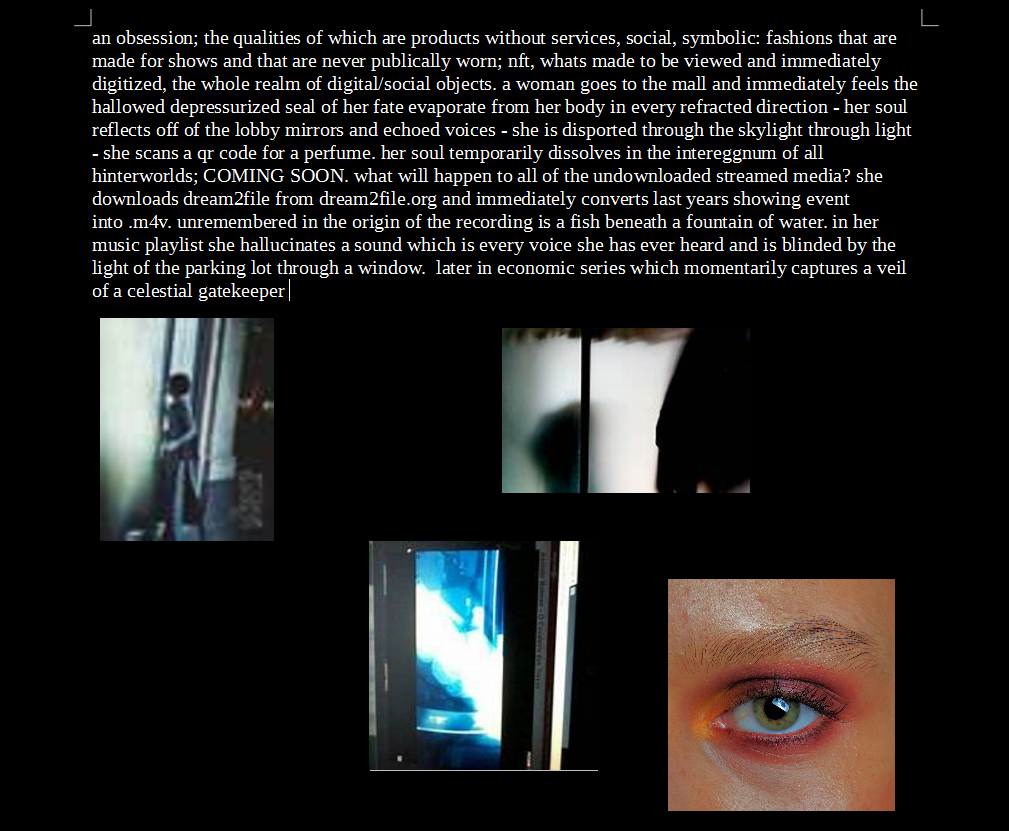 an obsession; the qualities of which are products without services, social, symbolic: fashions that are
made for shows and that are never publically worn; nft, whats made to be viewed and immediately
digitized, the whole realm of digital/social objects. a woman goes to the mall and immediately feels the
hallowed depressurized seal of her fate evaporate from her body in every refracted direction - her soul
reflects off of the lobby mirrors and echoed voices - she is disported through the skylight through light
- she scans a qr code for a perfume. her soul temporarily dissolves in the intereggnum of all
hinterworlds; COMING SOON. what will happen to all of the undownloaded streamed media? she
downloads dream2file from dream2file.org and immediately converts last years showing event
into .m4v. unremembered in the origin of the recording is a fish beneath a fountain of water. in her
music playlist she hallucinates a sound which is every voice she has ever heard and is blinded by the
light of the parking lot through a window.  later in economic series which momentarily captures a veil
of a celestial gatekeeper